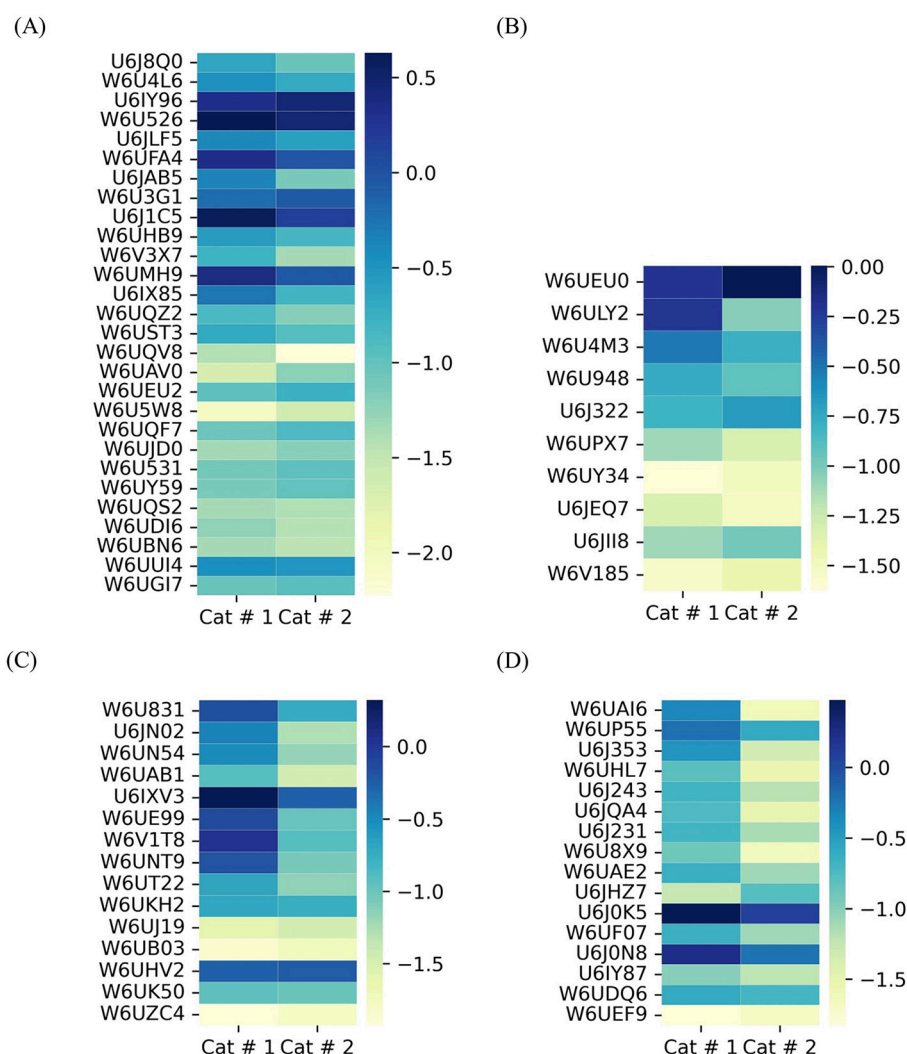 (A)
U6J8Q0
W6U4L6
U6IY96
W6U526
U6JLF5
W6UFA4
U6JAB5
W6U3G1
U6J1C5
W6UHB9
W6V3X7
W6UMH9
U6IX85
W6UQZ2
W6UST3
W6UQV8
W6UAV0
W6UEU2
W6U5W8
W6UQF7
W6UJD0
W6U531
W6UY59
W6UQS2
W6UDI6
W6UBN6
W6UUI4
W6UGI7
Cat # 1 Cat # 2
0.5
0.0
−0.5
−1.0
−1.5
−2.0
(B)
W6UEU0
W6ULY2
W6U4M3
W6U948
U6J322
W6UPX7
W6UY34
U6JEQ7
U6JII8
W6V185
Cat # 1 Cat # 2
0.00
−0.25
−0.50
−0.75
−1.00
−1.25
−1.50
(C)
W6U831
U6JN02
W6UN54
W6UAB1
U6IXV3
W6UE99
W6V1T8
W6UNT9
W6UT22
W6UKH2
W6UJ19
W6UB03
W6UHV2
W6UK50
W6UZC4
Cat # 1 Cat # 2
0.0
−0.5
−1.0
−1.5
(D)
W6UAI6
W6UP55
U6J353
W6UHL7
U6J243
U6JQA4
U6J231
W6U8X9
W6UAE2
U6JHZ7
U6J0K5
W6UF07
U6J0N8
U6IY87
W6UDQ6
W6UEF9
Cat # 1 Cat # 2
0.0
−0.5
−1.0
−1.5